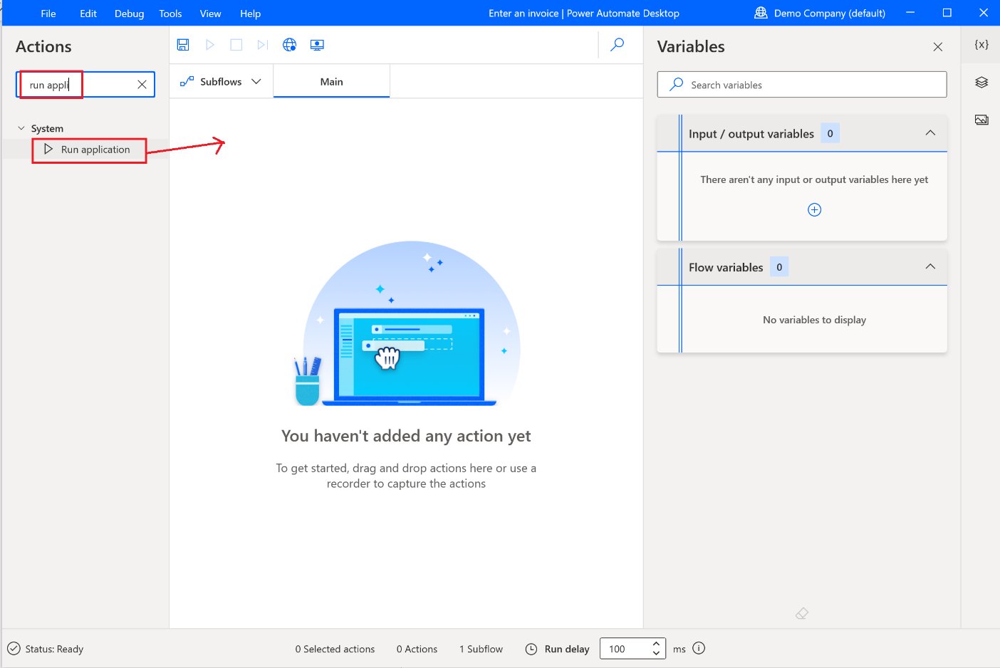 File Edit Debug Tools View Help Enter an invoice | Power Automate Desktop Demo Company (default)
Actions
run appli
System
Run application
Subflows Main
Variables
{x}
Search variables
Input / output variables 0
There aren't any input or output variables here yet
Flow variables 0
No variables to display
You haven't added any action yet
To get started, drag and drop actions here or use a
recorder to capture the actions
Status: Ready 0 Selected actions 0 Actions 1 Subflow Run delay 100 ms